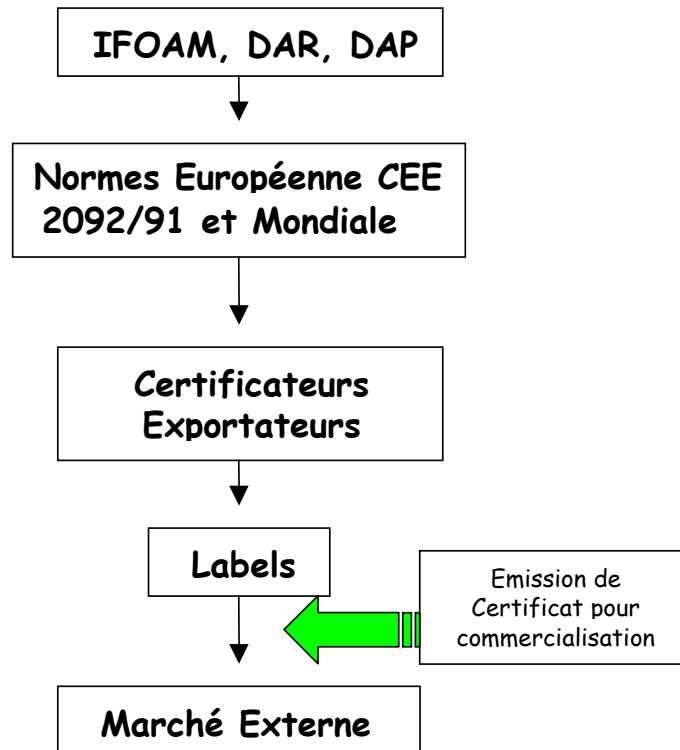 IFOAM, DAR, DAP
Normes Européenne CEE
2092/91 et Mondiale
Certificateurs
Exportateurs
Labels
Emission de
Certificat pour
commercialisation
Marché Externe